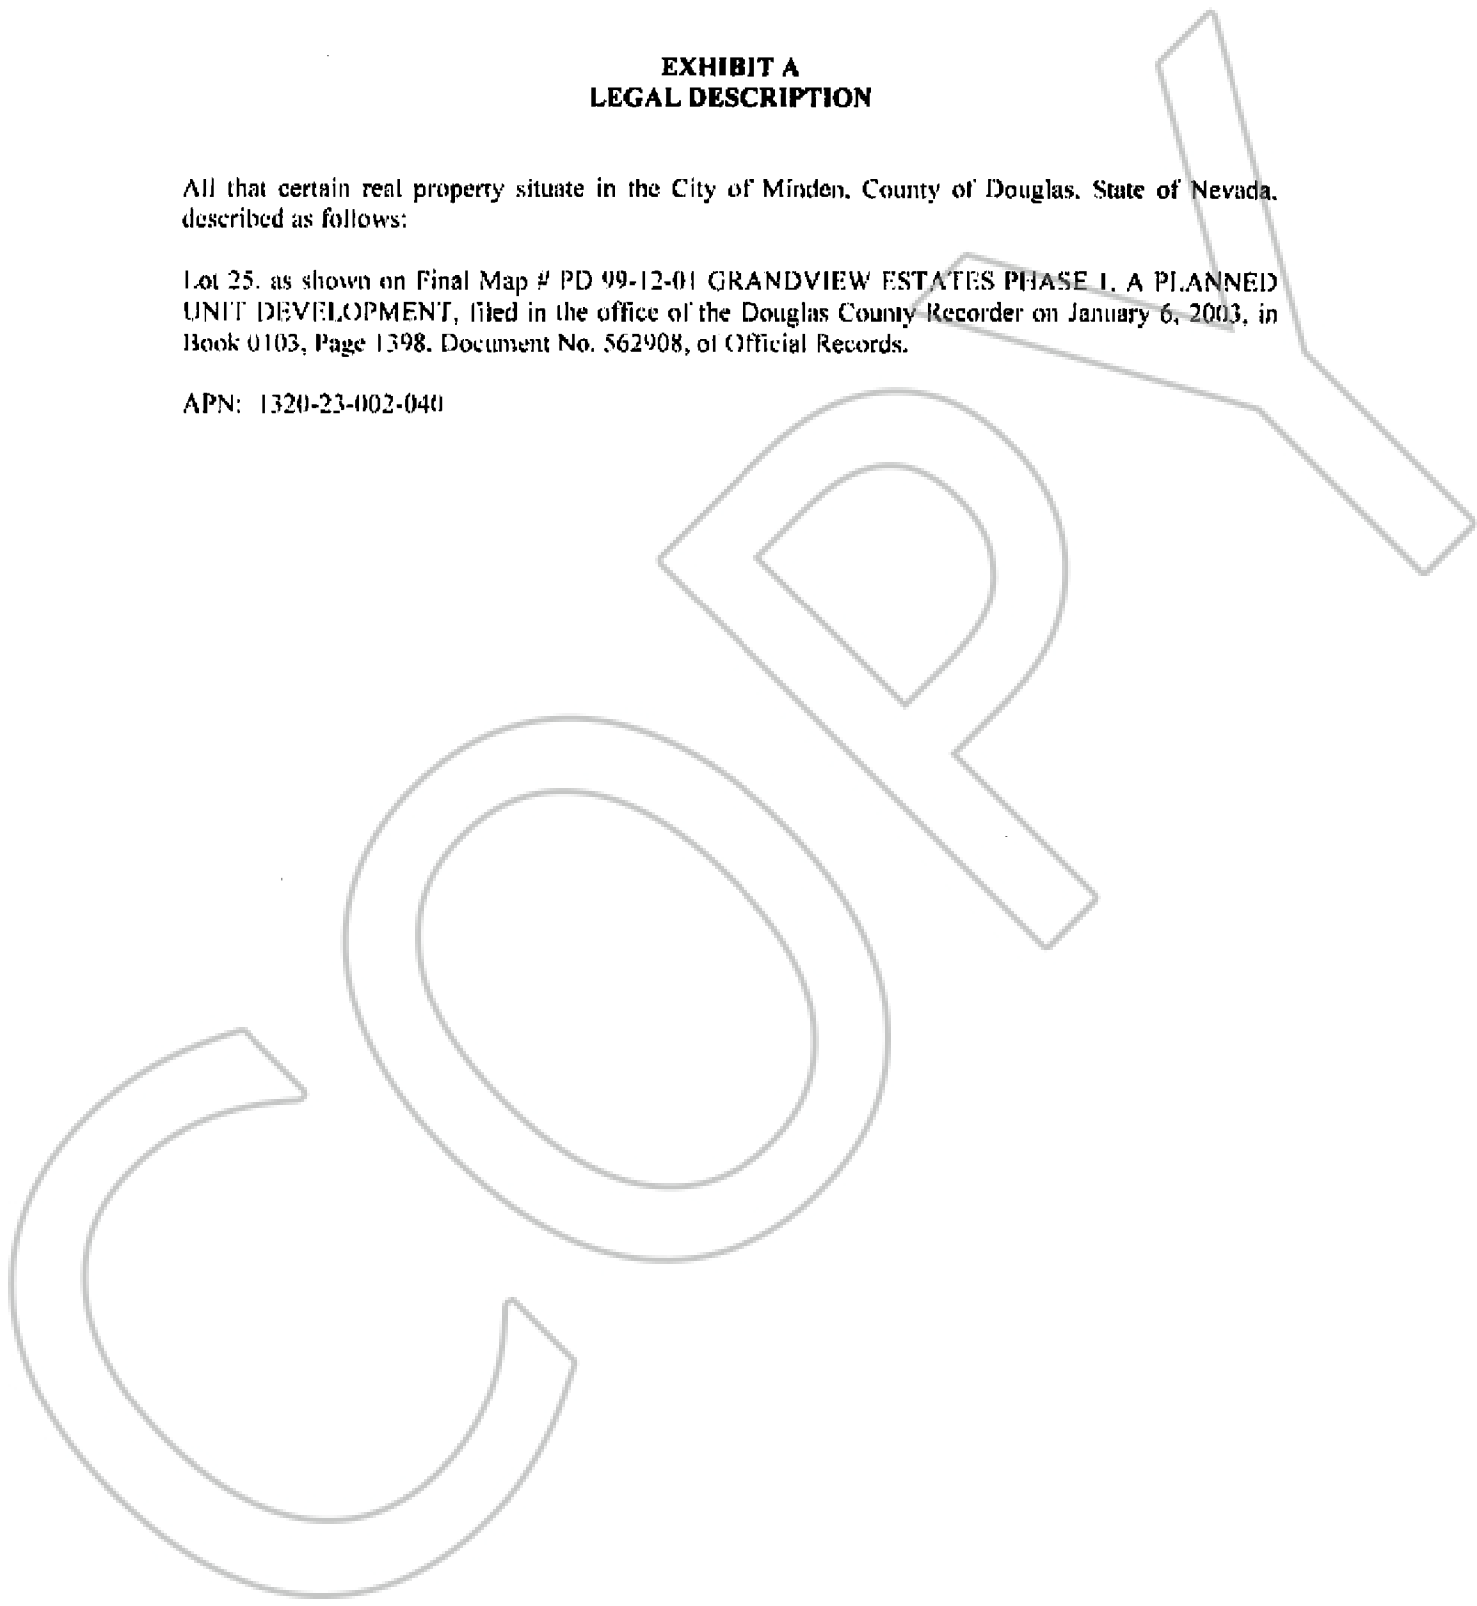 EXHIBIT A
LEGAL DESCRIPTION
All that certain real property situate in the City of Minden, County of Douglas, State of Nevada,
described as follows:
Lot 25, as shown on Final Map # PD 99-12-01 GRANDVIEW ESTATES PHASE 1, A PLANNED
UNIT DEVELOPMENT, filed in the office of the Douglas County Recorder on January 6, 2003, in
Book 0103, Page 1398, Document No. 562908, of Official Records.
APN: 1320-23-002-040
COPY